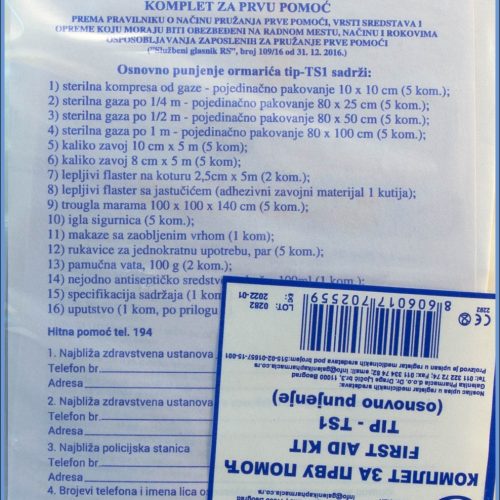 KOMPLET ZA PRVU POMOĆ
PREMA PRAVILNIKU O NAČINU PRUŽANJA PRVE POMOĆI, VRSTI SREDSTAVA I
OPREME KOJU MORAJU BITI OBEZBEĐENI NA RADNOM MESTU, NAČINU I ROKOVIMA
OSPOSOBLJAVANJA ZAPOSLENIH ZA PRUŽANJE PRVE POMOĆI
("Službeni glasnik RS", broj 109/16 od 31. 12. 2016.)
Osnovno punjenje ormarića tip-TS1 sadrži:
1) sterilna kompresa od gaze - pojedinačno pakovanje 10 x 10 cm (5 kom.);
2) sterilna gaza po 1/4 m - pojedinačno pakovanje 80 x 25 cm (5 kom.);
3) sterilna gaza po 1/2 m - pojedinačno pakovanje 80 x 50 cm (5 kom.);
4) sterilna gaza po 1 m - pojedinačno pakovanje 80 x 100 cm (5 kom.);
5) kaliko zavoj 10 cm x 5 m (5 kom);
6) kaliko zavoj 8 cm x 5 m (5 kom.);
7) lepljivi flaster na koturu 2,5cm x 5m (2 kom.);
8) lepljivi flaster sa jastučićem (adhezivni zavojni materijal 1 kutija);
9) trougla marama 100 x 100 x 140 cm (5 kom.);
10) igla sigurnica (5 kom.);
11) makaze sa zaobljenim vrhom (1 kom);
12) rukavice za jednokratnu upotrebu, par (5 kom.);
13) pamučna vata, 100 g (2 kom.);
14) nejodno antiseptičko sredstvo 100ml (1 kom.);
15) specifikacija sadržaja (1 kom
16) uputstvo (1 kom, po prilogu
Hitna pomoć tel. 194
1. Najbliža zdravstvena ustanova
Telefon br.
Adresa
2. Najbliža zdravstvena ustanova
Telefon br.
Adresa
3. Najbliža policijska stanica
Telefon br.
Adresa
4. Brojevi telefona i imena lica o
КОМПЛЕТ ЗА ПРВУ ПОМОЋ
FIRST AID KIT
TIP - TS1
(osnovno punjenje)
Galenika Pharmacia
LOT: 0282
2022-01
8606017702559
CE 2282